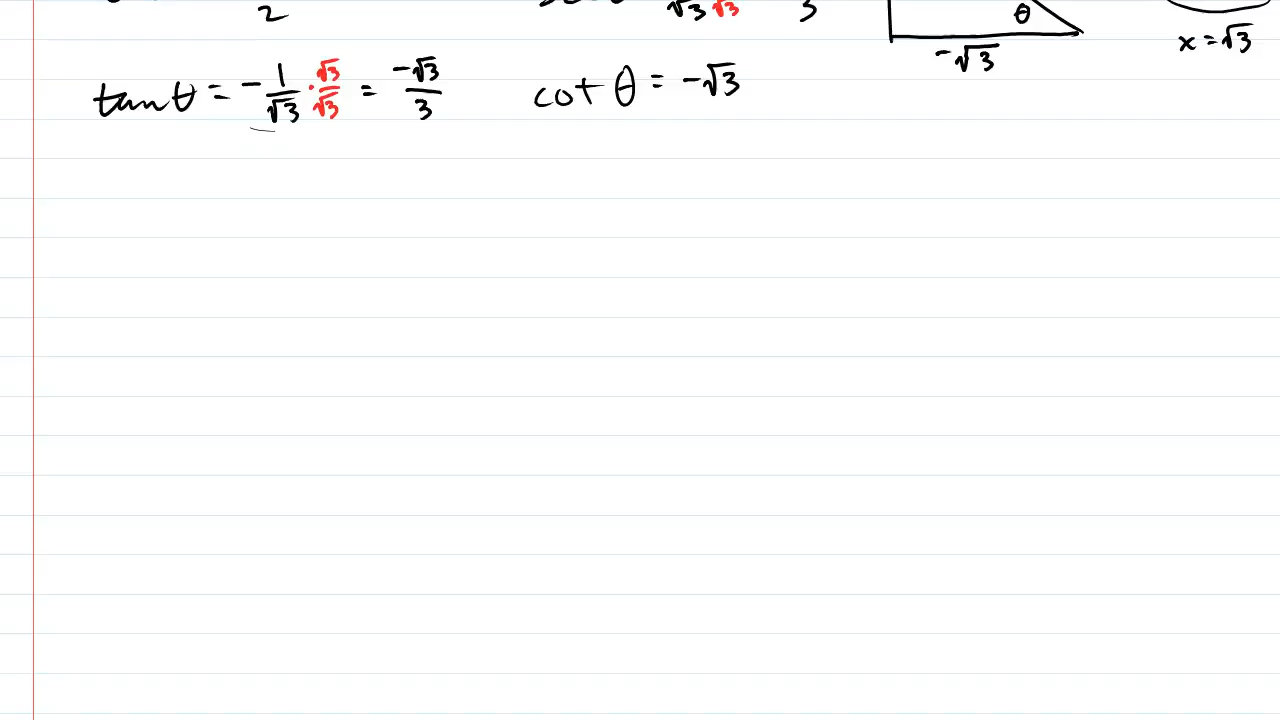 2
√3 √3
3
θ
-√3
x = √3
tan θ = - 1/√3 · √3/√3 = -√3/3
cot θ = -√3